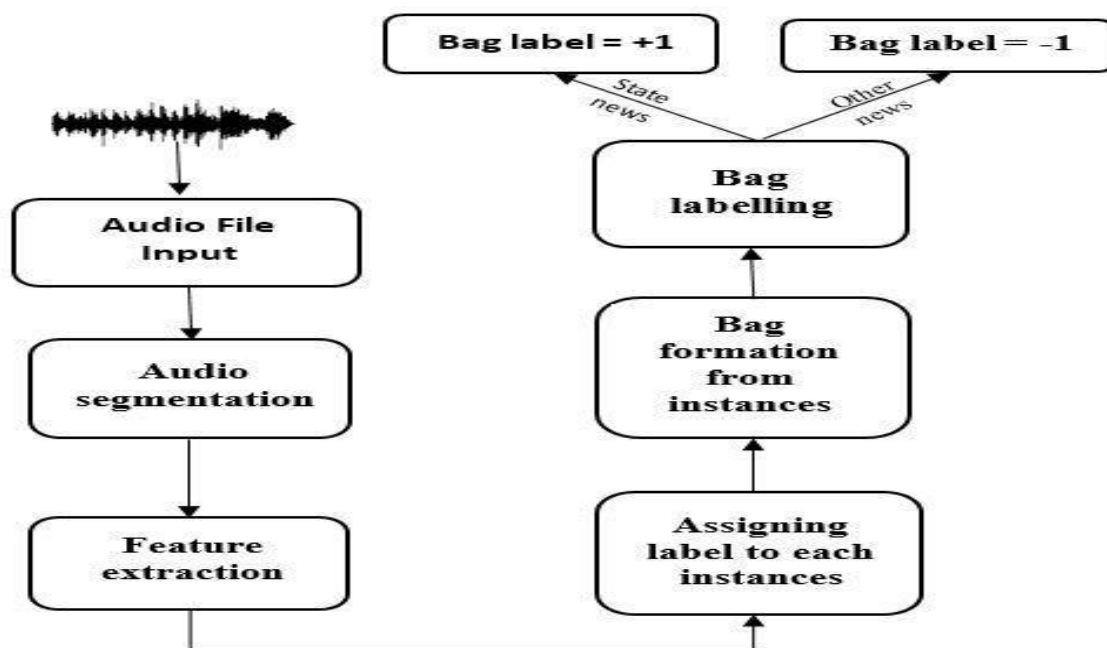 Bag label = +1
Bag label = -1
State
news
Other
news
Audio File
Input
Audio
segmentation
Feature
extraction
Bag
labelling
Bag
formation
from
instances
Assigning
label to each
instances